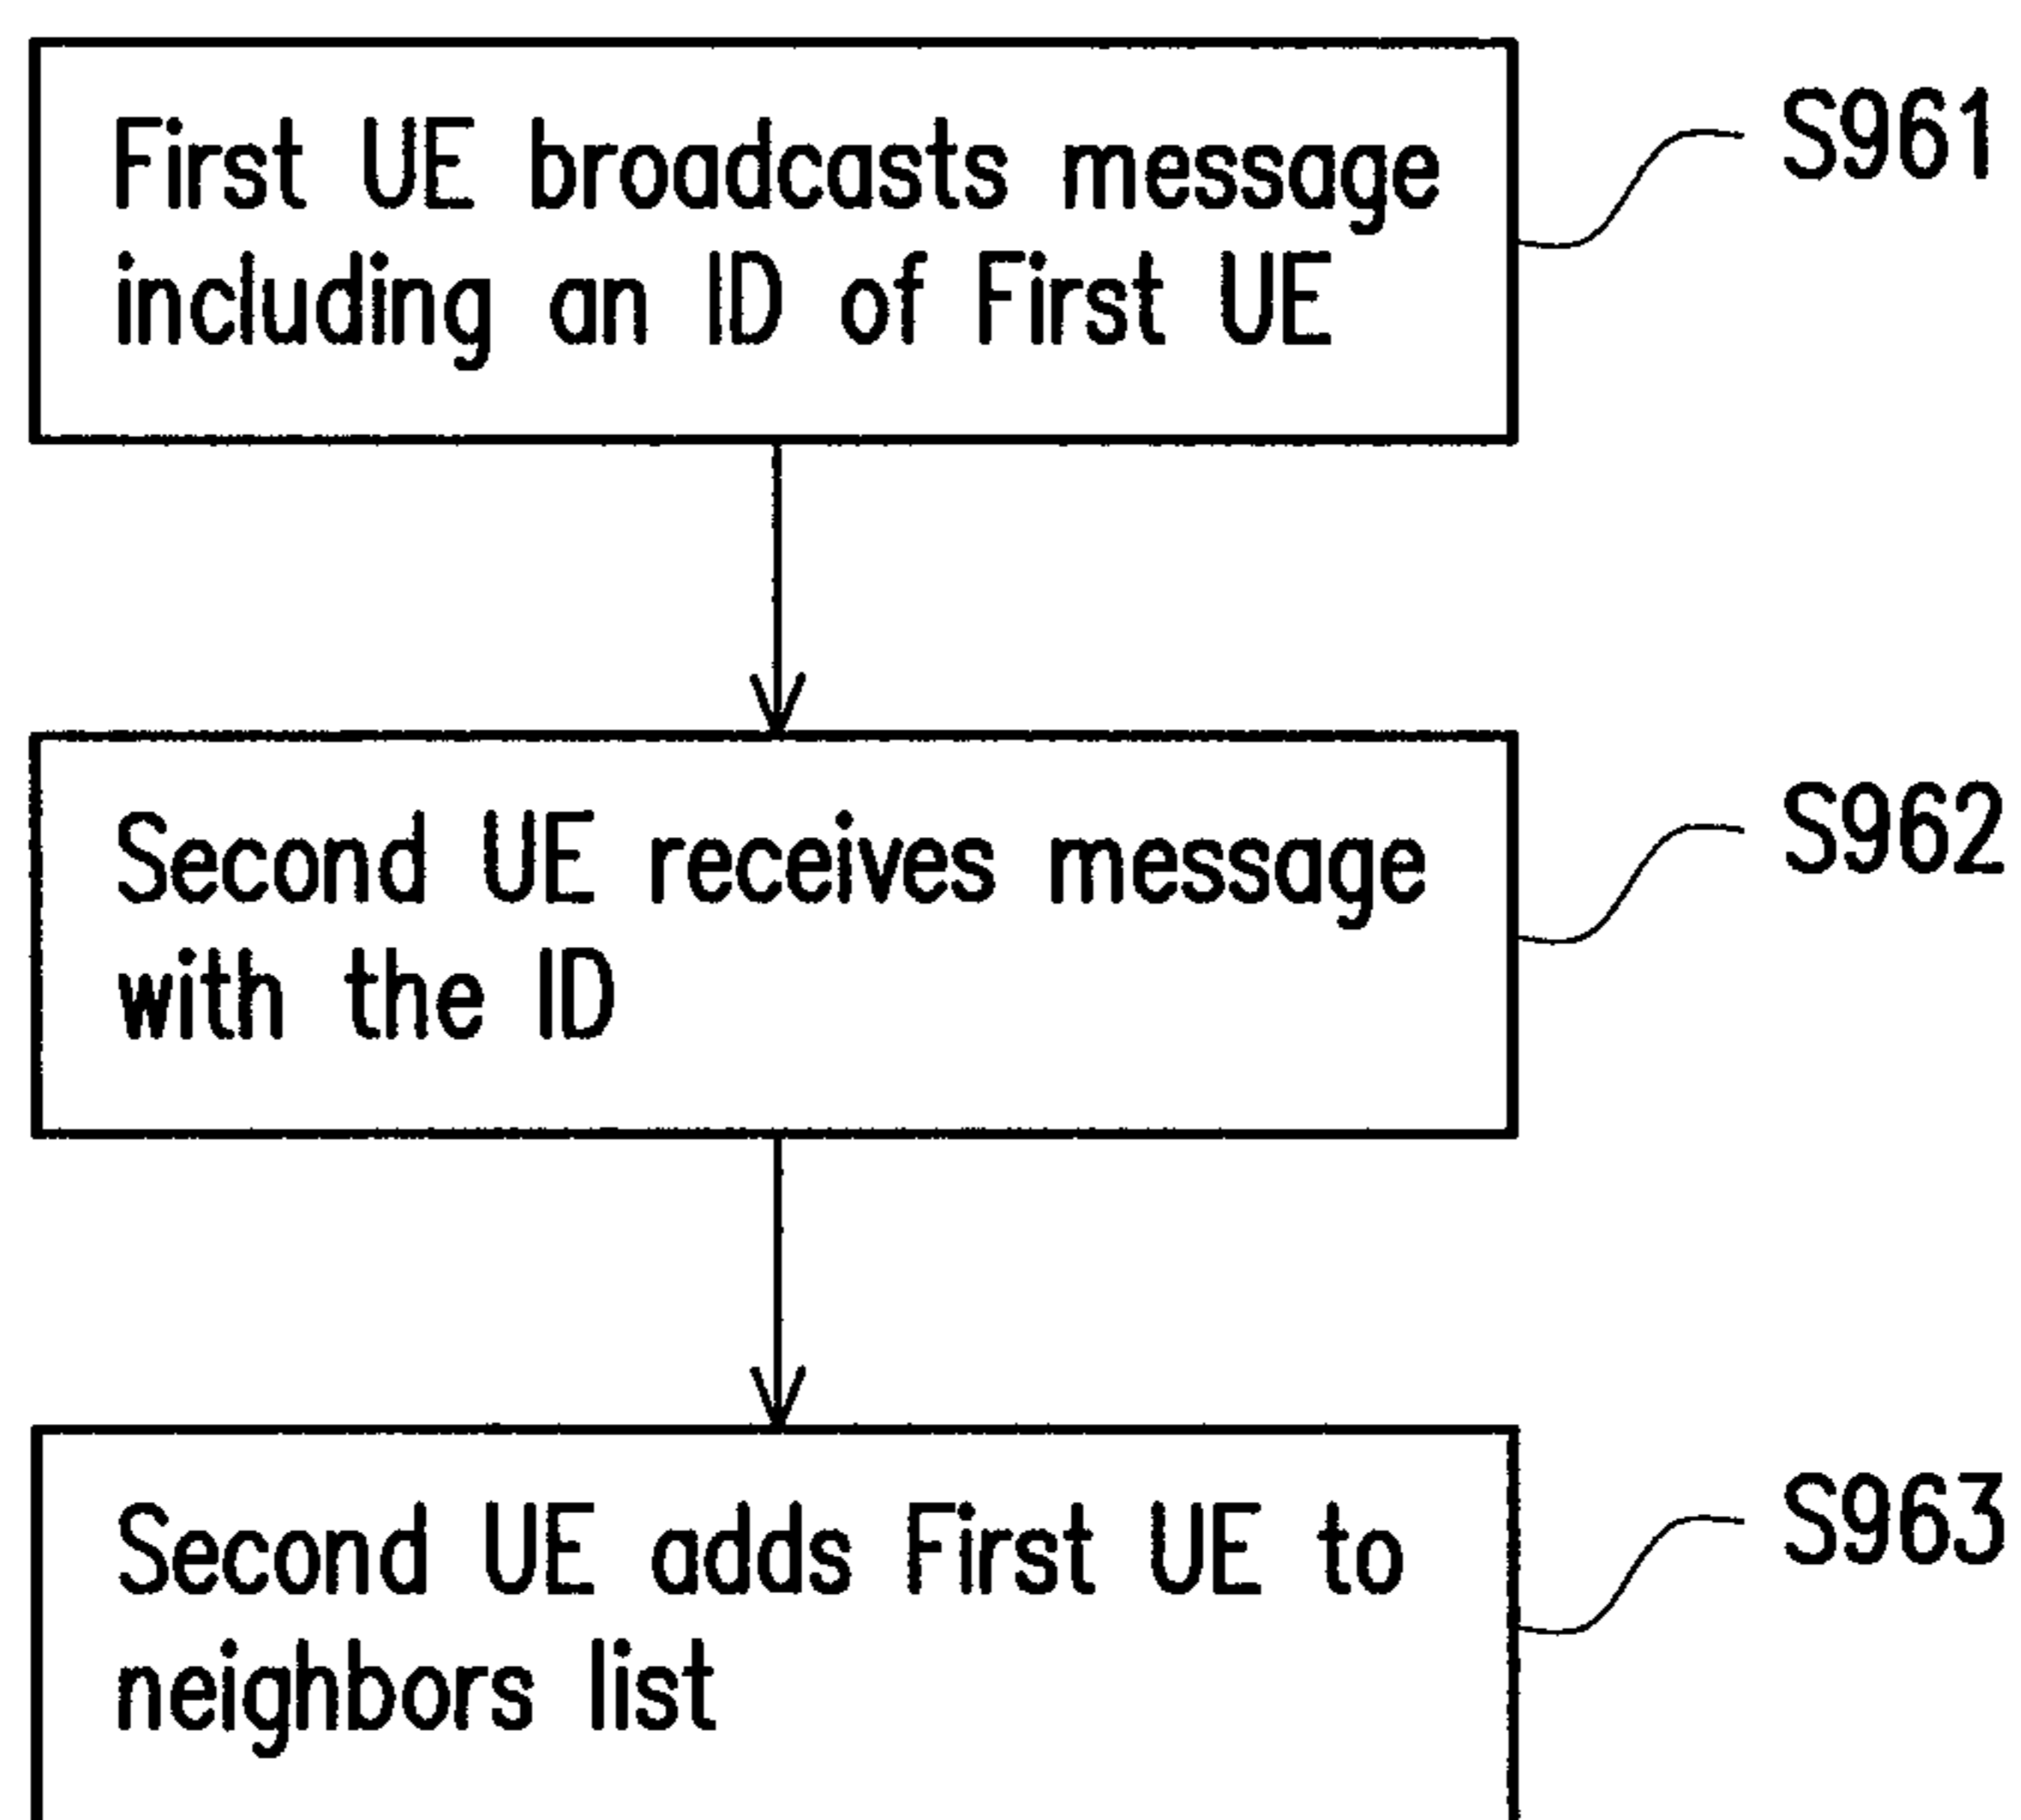 First UE broadcasts message
including an ID of First UE
S961
Second UE receives message
with the ID
S962
Second UE adds First UE to
neighbors list
S963